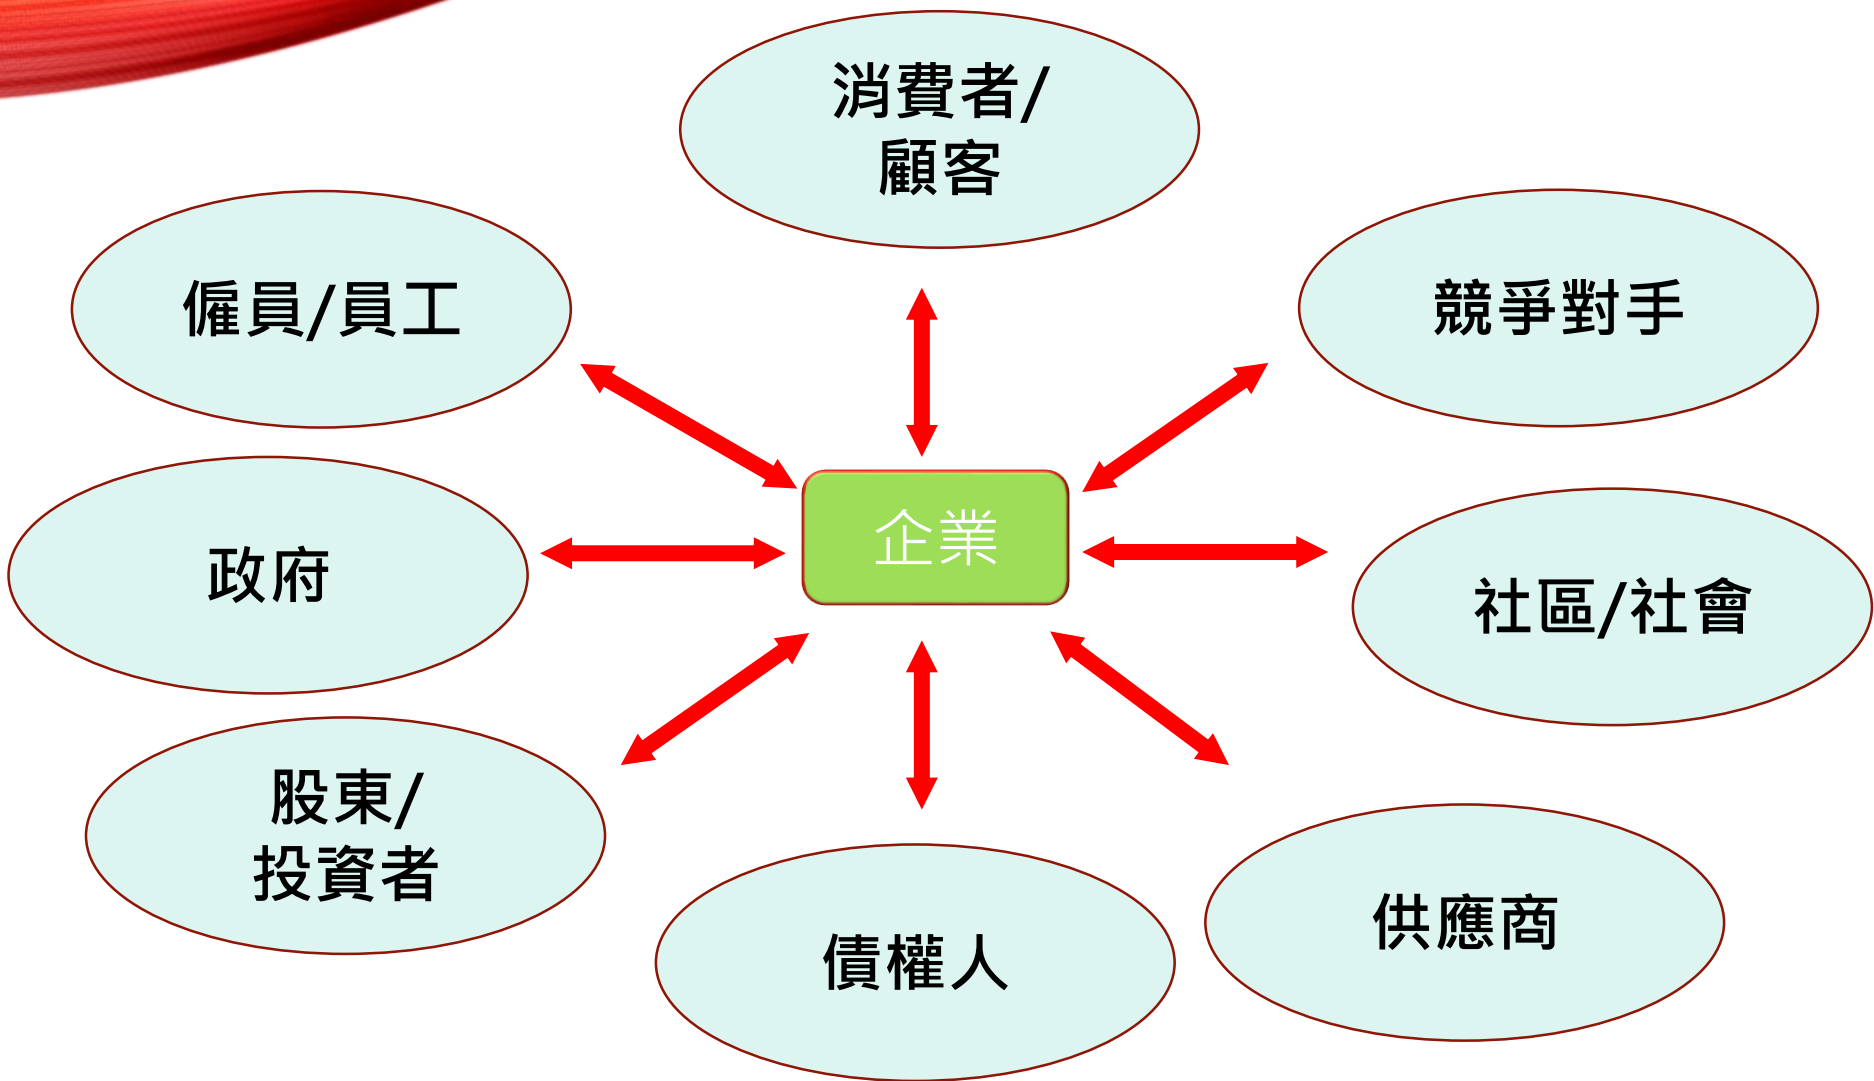 消費者/
顧客
僱員/員工
競爭對手
企業
政府
社區/社會
股東/
投資者
供應商
債權人